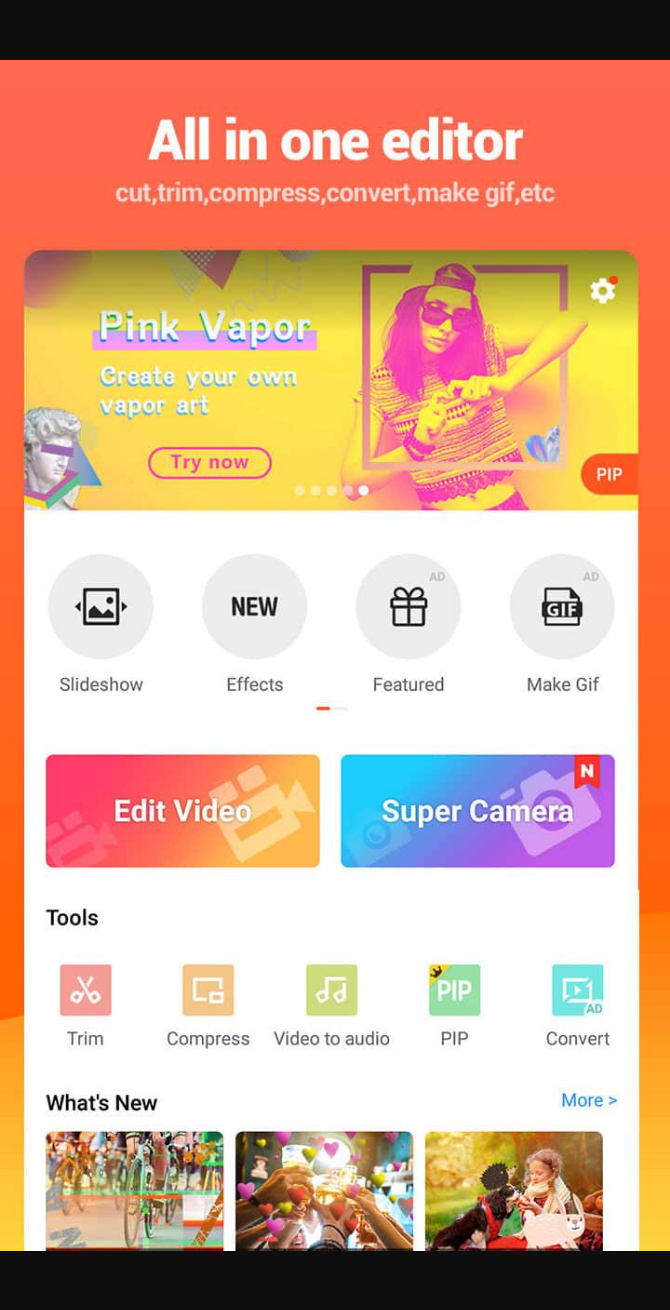 All in one editor
cut,trim,compress,convert,make gif,etc
Pink Vapor
Create your own
vapor art
Try now
PIP
AD
AD
NEW
GIF
Slideshow
Effects
Featured
Make Gif
N
Edit Video
Super Camera
Tools
PIP
AD
Trim
Compress
Video to audio
PIP
Convert
What's New
More >